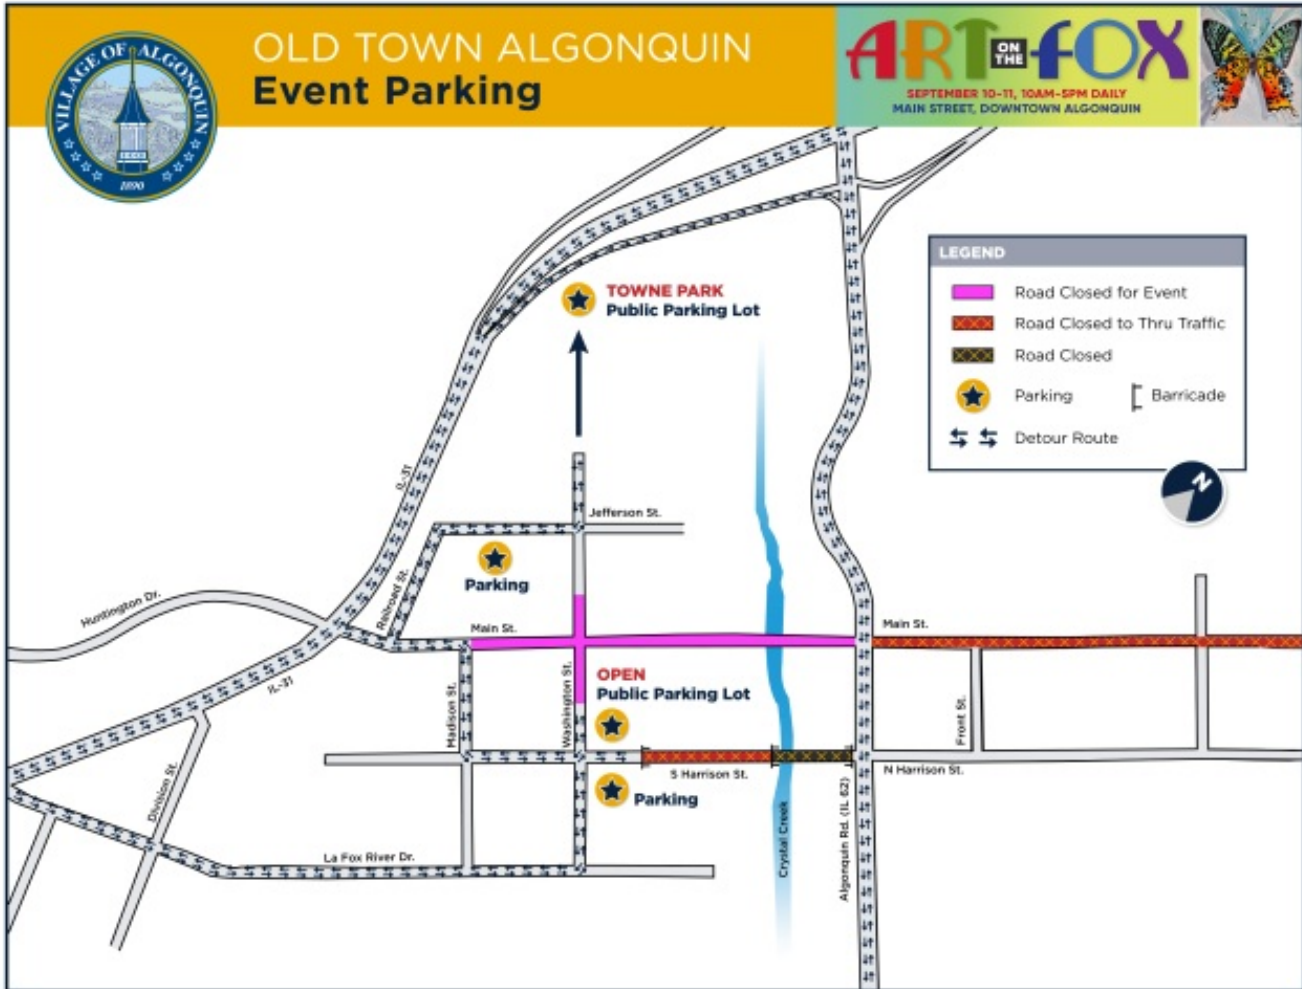 OLD TOWN ALGONQUIN
Event Parking
VILLAGE OF ALGONQUIN
1890
ART ON THE FOX
SEPTEMBER 10-11, 10AM-5PM DAILY
MAIN STREET, DOWNTOWN ALGONQUIN
LEGEND
Road Closed for Event
Road Closed to Thru Traffic
Road Closed
Parking
Barricade
Detour Route
N
TOWNE PARK
Public Parking Lot
IL-31
Jefferson St.
Parking
Huntington Dr.
Railroad St.
Main St.
Main St.
IL-31
OPEN
Public Parking Lot
Madison St.
Washington St.
Front St.
S Harrison St.
N Harrison St.
Division St.
Parking
Crystal Creek
Algonquin Rd. (IL 62)
La Fox River Dr.